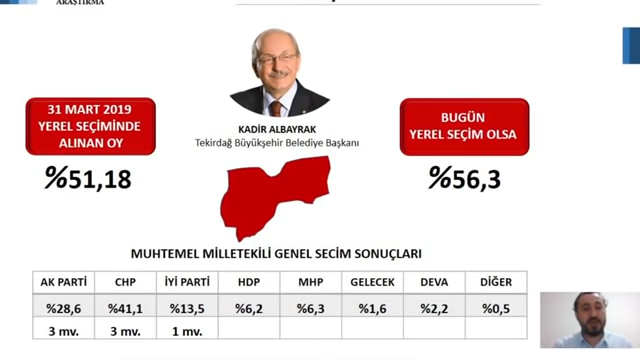 ARAŞTIRMA
31 MART 2019
YEREL SEÇİMİNDE
ALINAN OY
%51,18
KADİR ALBAYRAK
Tekirdağ Büyükşehir Belediye Başkanı
BUGÜN
YEREL SEÇİM OLSA
%56,3
MUHTEMEL MİLLETEKİLİ GENEL SECİM SONUÇLARI
AK PARTİ CHP İYİ PARTİ HDP MHP GELECEK DEVA DİĞER
%28,6 %41,1 %13,5 %6,2 %6,3 %1,6 %2,2 %0,5
3 mv. 3 mv. 1 mv.